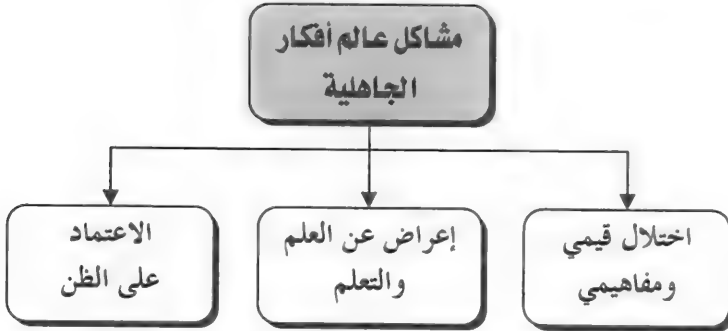 مشاكل عالم أفكار
الجاهلية
اختلال قيمي
ومفاهيمي
إعراض عن العلم
والتعلم
الاعتماد
على الظن